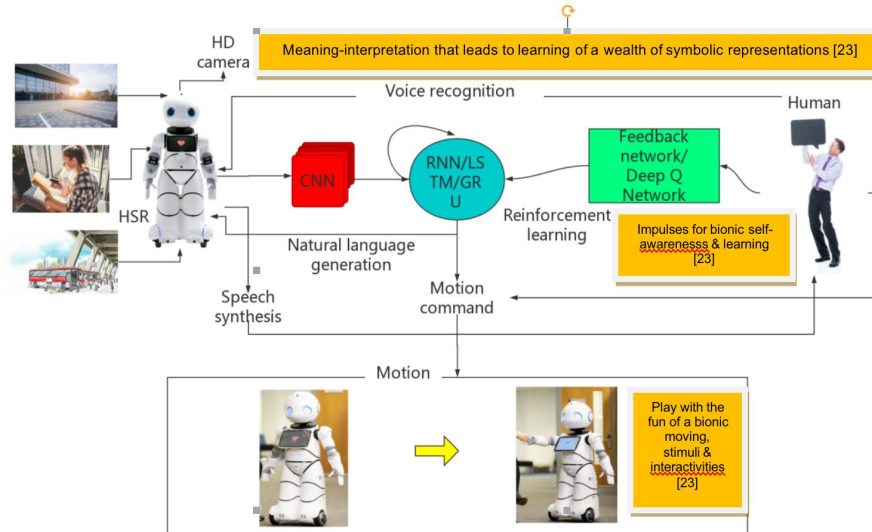 HD
camera
Meaning-interpretation that leads to learning of a wealth of symbolic representations [23]
Voice recognition
Human
CNN
RNN/LS
TM/GR
U
Feedback
network/
Deep Q
Network
HSR
Reinforcement
learning
Natural language
generation
Impulses for bionic self-
awarenesss & learning
[23]
Speech
synthesis
Motion
command
Motion
Play with the
fun of a bionic
moving,
stimuli &
interactivities
[23]